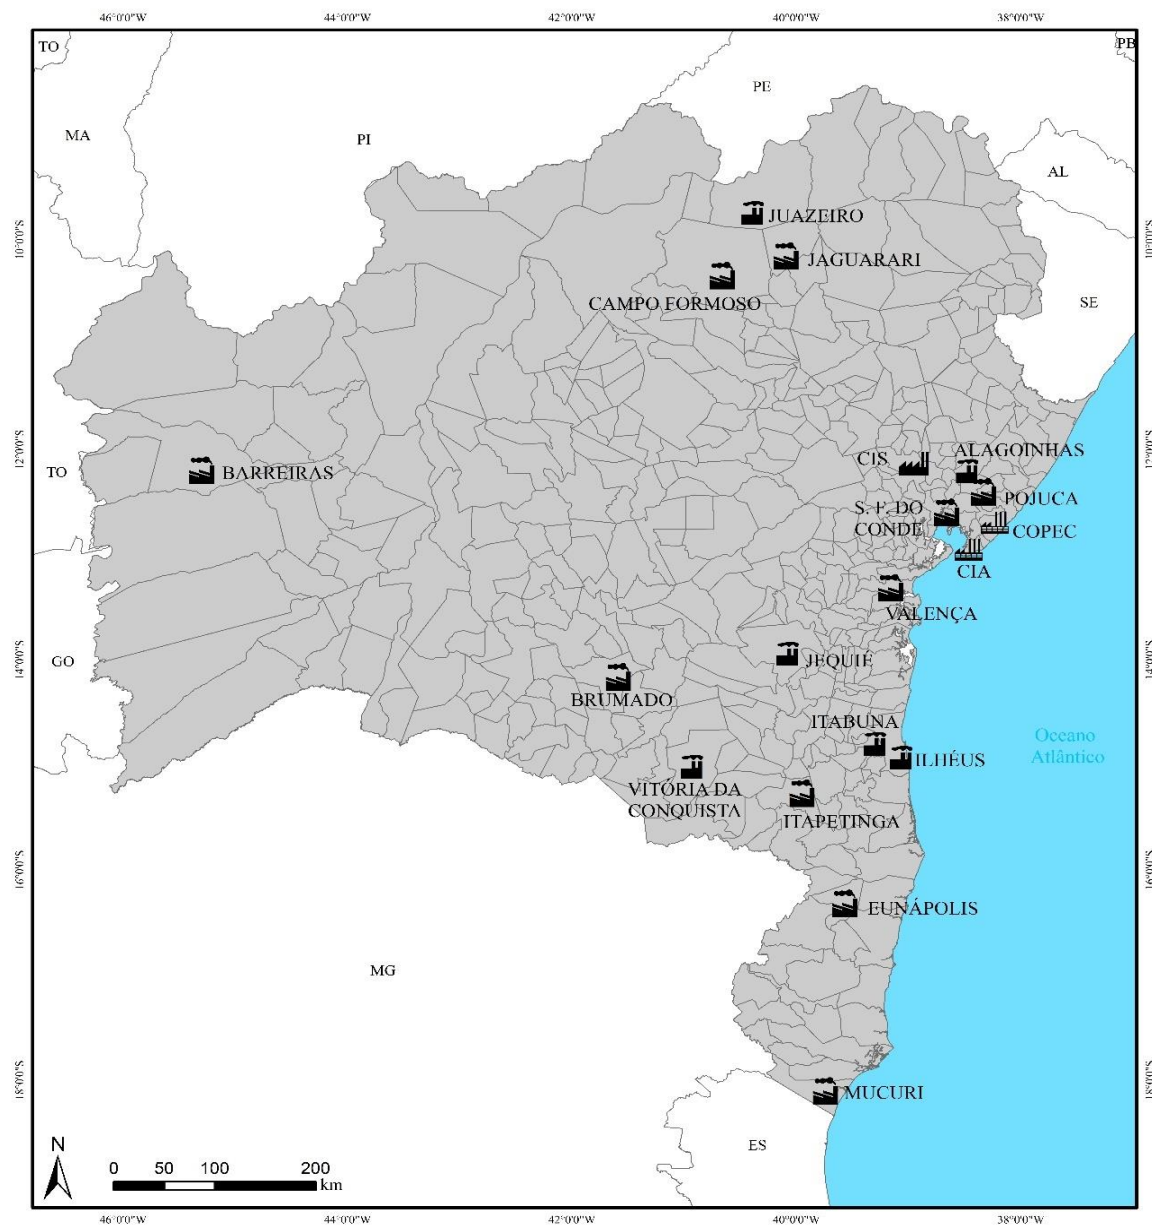 46°0'0"W
44°0'0"W
42°0'0"W
40°0'0"W
38°0'0"W
TO
PB
PE
MA
PI
AL
10°0'0"S
JUAZEIRO
10°0'0"S
JAGUARARI
CAMPO FORMOSO
SE
12°0'0"S
TO
BARREIRAS
CIS
ALAGOINHAS
12°0'0"S
POJUCA
S. F. DO
CONDE
COPEC
CIA
VALENÇA
14°0'0"S
GO
JEQUIÉ
14°0'0"S
BRUMADO
ITABUNA
Oceano
Atlântico
ILHÉUS
VITÓRIA DA
CONQUISTA
ITAPETINGA
16°0'0"S
16°0'0"S
EUNÁPOLIS
MG
18°0'0"S
MUCURI
18°0'0"S
ES
N
0 50 100 200
km
46°0'0"W
44°0'0"W
42°0'0"W
40°0'0"W
38°0'0"W